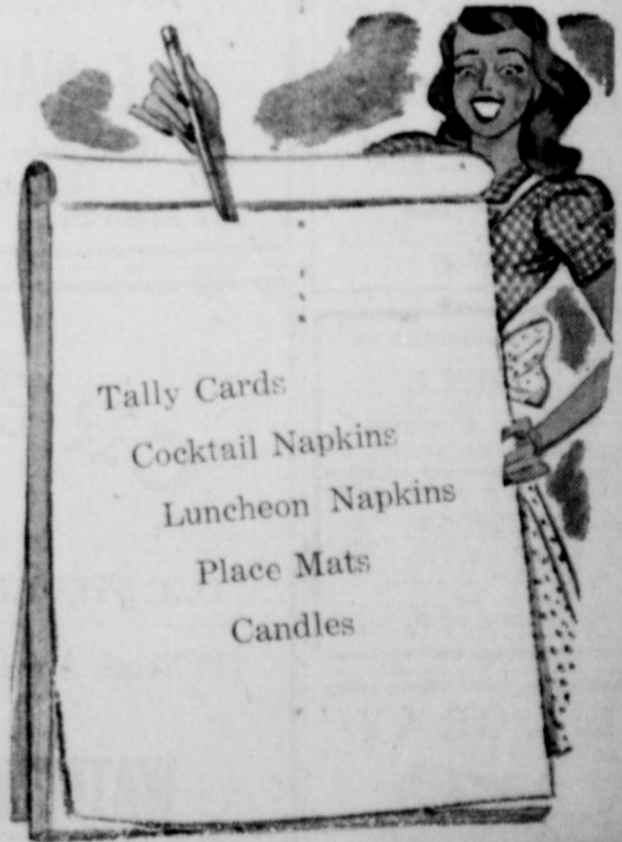 Tally Cards
Cocktail Napkins
Luncheon Napkins
Place Mats
Candles